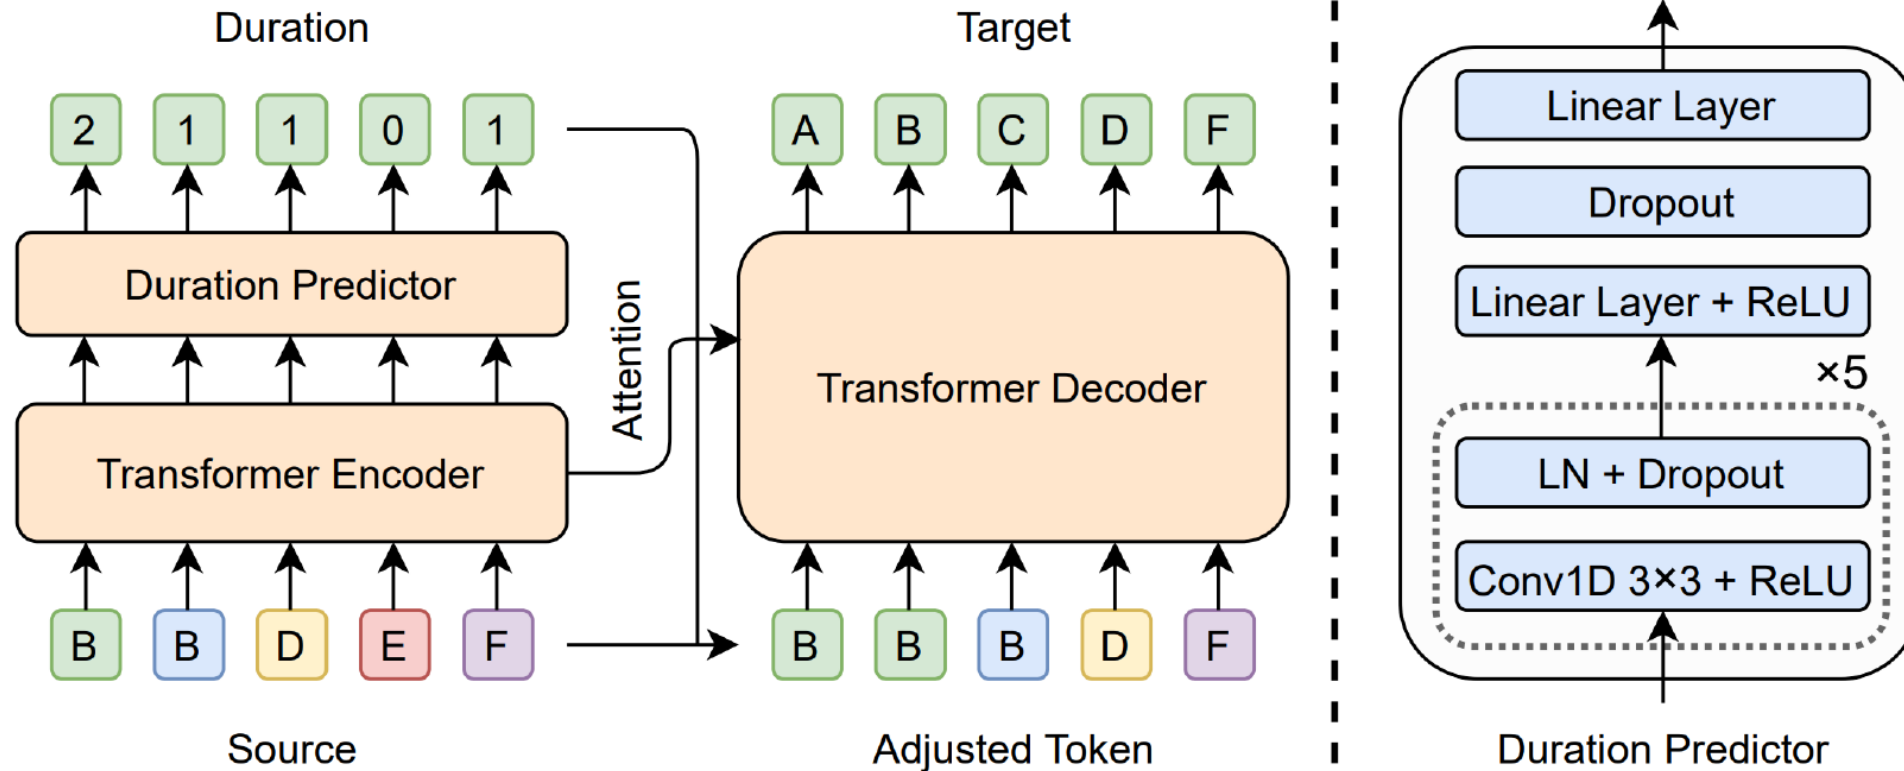 Duration
2 1 1 0 1
Duration Predictor
Transformer Encoder
B B D E F
Source
Attention
Target
A B C D F
Transformer Decoder
B B B D F
Adjusted Token
Linear Layer
Dropout
Linear Layer + ReLU
×5
LN + Dropout
Conv1D 3×3 + ReLU
Duration Predictor